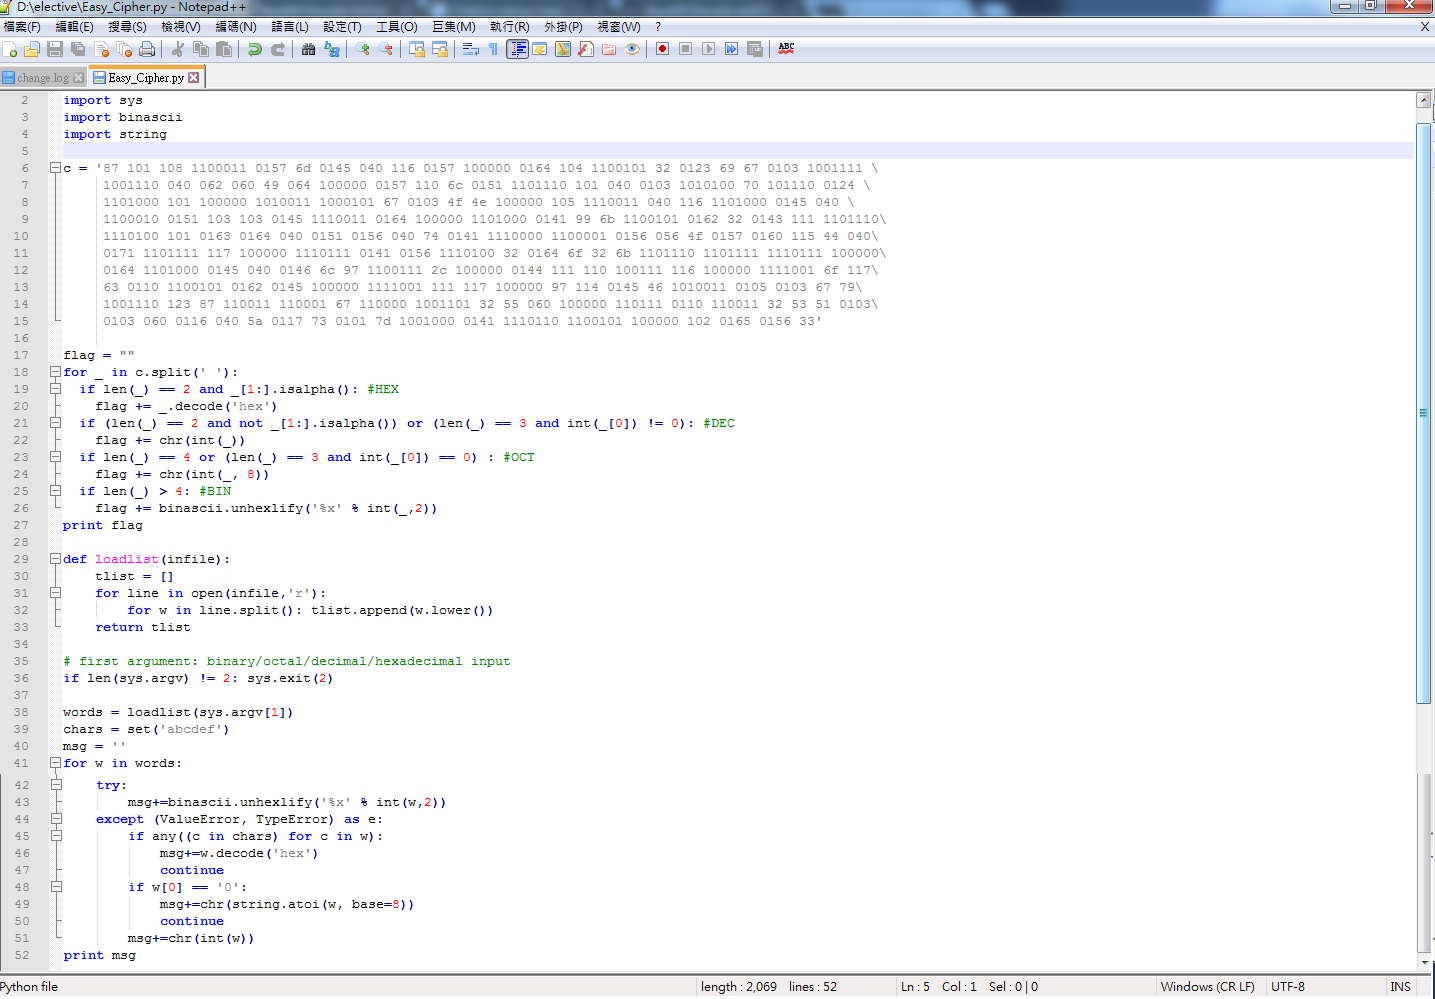 D:\elective\Easy_Cipher.py - Notepad++
檔案(F) 編輯(E) 搜尋(S) 檢視(V) 編碼(N) 語言(L) 設定(T) 工具(O) 巨集(M) 執行(R) 外掛(P) 視窗(W) ? X
change.log Easy_Cipher.py
2 import sys
3 import binascii
4 import string
5
6 c = '87 101 108 1100011 0157 6d 0145 040 116 0157 100000 0164 104 1100101 32 0123 69 67 0103 1001111 \
7 1001110 040 062 060 49 064 100000 0157 110 6c 0151 1101110 101 040 0103 1010100 70 101110 0124 \
8 1101000 101 100000 1010011 1000101 67 0103 4f 4e 100000 105 1110011 040 116 1101000 0145 040 \
9 1100010 0151 103 103 0145 1110011 0164 100000 1101000 0141 99 6b 1100101 0162 32 0143 111 1101110\
10 1110100 101 0163 0164 040 0151 0156 040 74 0141 1110000 1100001 0156 056 4f 0157 0160 115 44 040\
11 0171 1101111 117 100000 1110111 0141 0156 1110100 32 0164 6f 32 6b 1101110 1101111 1110111 100000\
12 0164 1101000 0145 040 0146 6c 97 1100111 2c 100000 0144 111 110 100111 116 100000 1111001 6f 117\
13 63 0110 1100101 0162 0145 100000 1111001 111 117 100000 97 114 0145 46 1010011 0105 0103 67 79\
14 1001110 123 87 110011 110001 67 110000 1001101 32 55 060 100000 110111 0110 110011 32 53 51 0103\
15 0103 060 0116 040 5a 0117 73 0101 7d 1001000 0141 1110110 1100101 100000 102 0165 0156 33'
16
17 flag = ""
18 for _ in c.split(' '):
19 if len(_) == 2 and _[1:].isalpha(): #HEX
20 flag += _.decode('hex')
21 if (len(_) == 2 and not _[1:].isalpha()) or (len(_) == 3 and int(_[0]) != 0): #DEC
22 flag += chr(int(_))
23 if len(_) == 4 or (len(_) == 3 and int(_[0]) == 0) : #OCT
24 flag += chr(int(_, 8))
25 if len(_) > 4: #BIN
26 flag += binascii.unhexlify('%x' % int(_,2))
27 print flag
28
29 def loadlist(infile):
30 tlist = []
31 for line in open(infile,'r'):
32 for w in line.split(): tlist.append(w.lower())
33 return tlist
34
35 # first argument: binary/octal/decimal/hexadecimal input
36 if len(sys.argv) != 2: sys.exit(2)
37
38 words = loadlist(sys.argv[1])
39 chars = set('abcdef')
40 msg = ''
41 for w in words:
42 try:
43 msg+=binascii.unhexlify('%x' % int(w,2))
44 except (ValueError, TypeError) as e:
45 if any((c in chars) for c in w):
46 msg+=w.decode('hex')
47 continue
48 if w[0] == '0':
49 msg+=chr(string.atoi(w, base=8))
50 continue
51 msg+=chr(int(w))
52 print msg
Python file length : 2,069 lines : 52 Ln : 5 Col : 1 Sel : 0 | 0 Windows (CR LF) UTF-8 INS